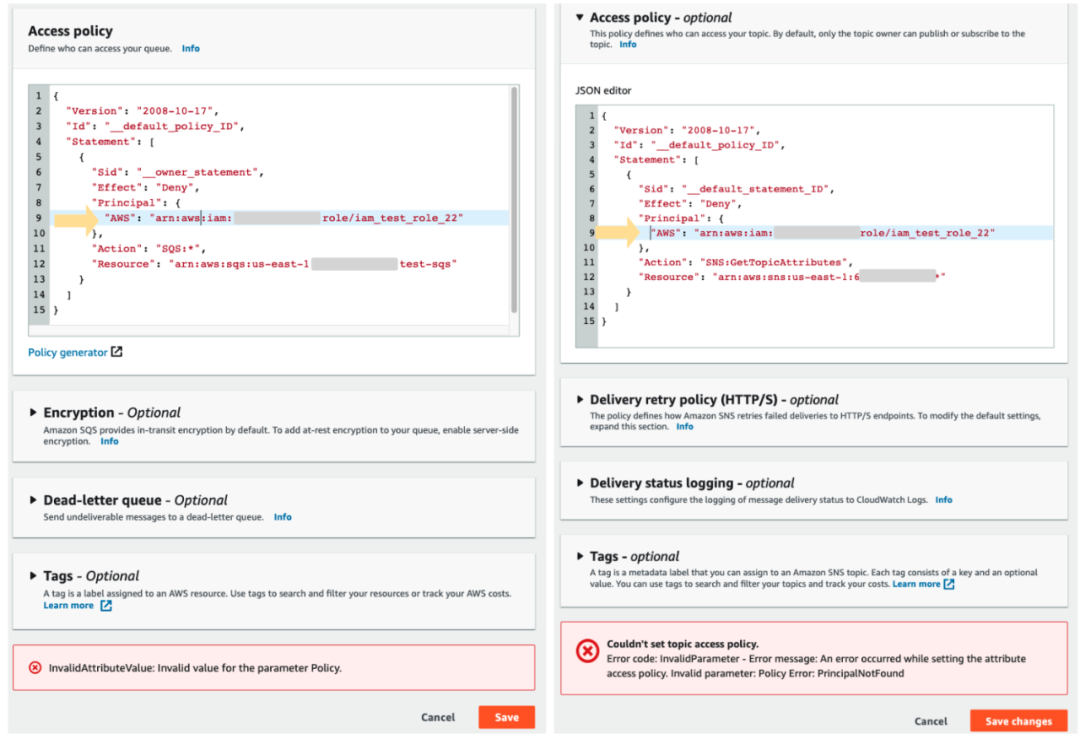 Access policy
Define who can access your queue. Info
1 {
2 "Version": "2008-10-17",
3 "Id": "__default_policy_ID",
4 "Statement": [
5 {
6 "Sid": "__owner_statement",
7 "Effect": "Deny",
8 "Principal": {
9 "AWS": "arn:aws:iam: role/iam_test_role_22"
10 },
11 "Action": "SQS:*",
12 "Resource": "arn:aws:sqs:us-east-1 test-sqs"
13 }
14 ]
15 }
Policy generator
Encryption - Optional
Amazon SQS provides in-transit encryption by default. To add at-rest encryption to your queue, enable server-side
encryption. Info
Dead-letter queue - Optional
Send undeliverable messages to a dead-letter queue. Info
Tags - Optional
A tag is a label assigned to an AWS resource. Use tags to search and filter your resources or track your AWS costs.
Learn more
InvalidAttributeValue: Invalid value for the parameter Policy.
Cancel Save
Access policy - optional
This policy defines who can access your topic. By default, only the topic owner can publish or subscribe to the
topic. Info
JSON editor
1 {
2 "Version": "2008-10-17",
3 "Id": "__default_policy_ID",
4 "Statement": [
5 {
6 "Sid": "__default_statement_ID",
7 "Effect": "Deny",
8 "Principal": {
9 "AWS": "arn:aws:iam: role/iam_test_role_22"
10 },
11 "Action": "SNS:GetTopicAttributes",
12 "Resource": "arn:aws:sns:us-east-1:6 *"
13 }
14 ]
15 }
Delivery retry policy (HTTP/S) - optional
The policy defines how Amazon SNS retries failed deliveries to HTTP/S endpoints. To modify the default settings,
expand this section. Info
Delivery status logging - optional
These settings configure the logging of message delivery status to CloudWatch Logs. Info
Tags - optional
A tag is a metadata label that you can assign to an Amazon SNS topic. Each tag consists of a key and an optional
value. You can use tags to search and filter your topics and track your costs. Learn more
Couldn't set topic access policy.
Error code: InvalidParameter - Error message: An error occurred while setting the attribute
access policy. Invalid parameter: Policy Error: PrincipalNotFound
Cancel Save changes